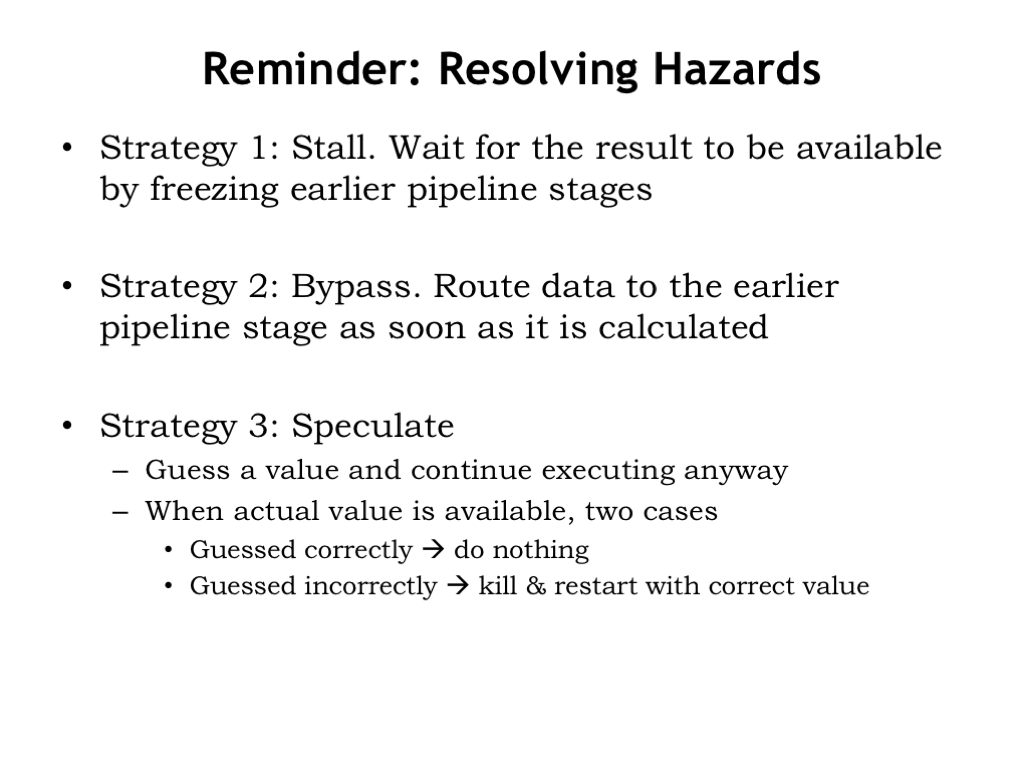 Reminder: Resolving Hazards
• Strategy 1: Stall. Wait for the result to be available
by freezing earlier pipeline stages
• Strategy 2: Bypass. Route data to the earlier
pipeline stage as soon as it is calculated
• Strategy 3: Speculate
– Guess a value and continue executing anyway
– When actual value is available, two cases
• Guessed correctly → do nothing
• Guessed incorrectly → kill & restart with correct value